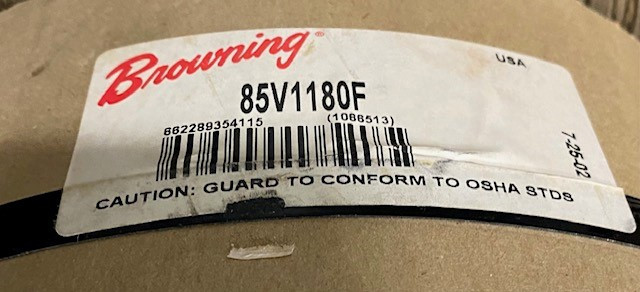 Browning®
USA
85V1180F
662289354115 (1086513)
7-25-02
CAUTION: GUARD TO CONFORM TO OSHA STDS